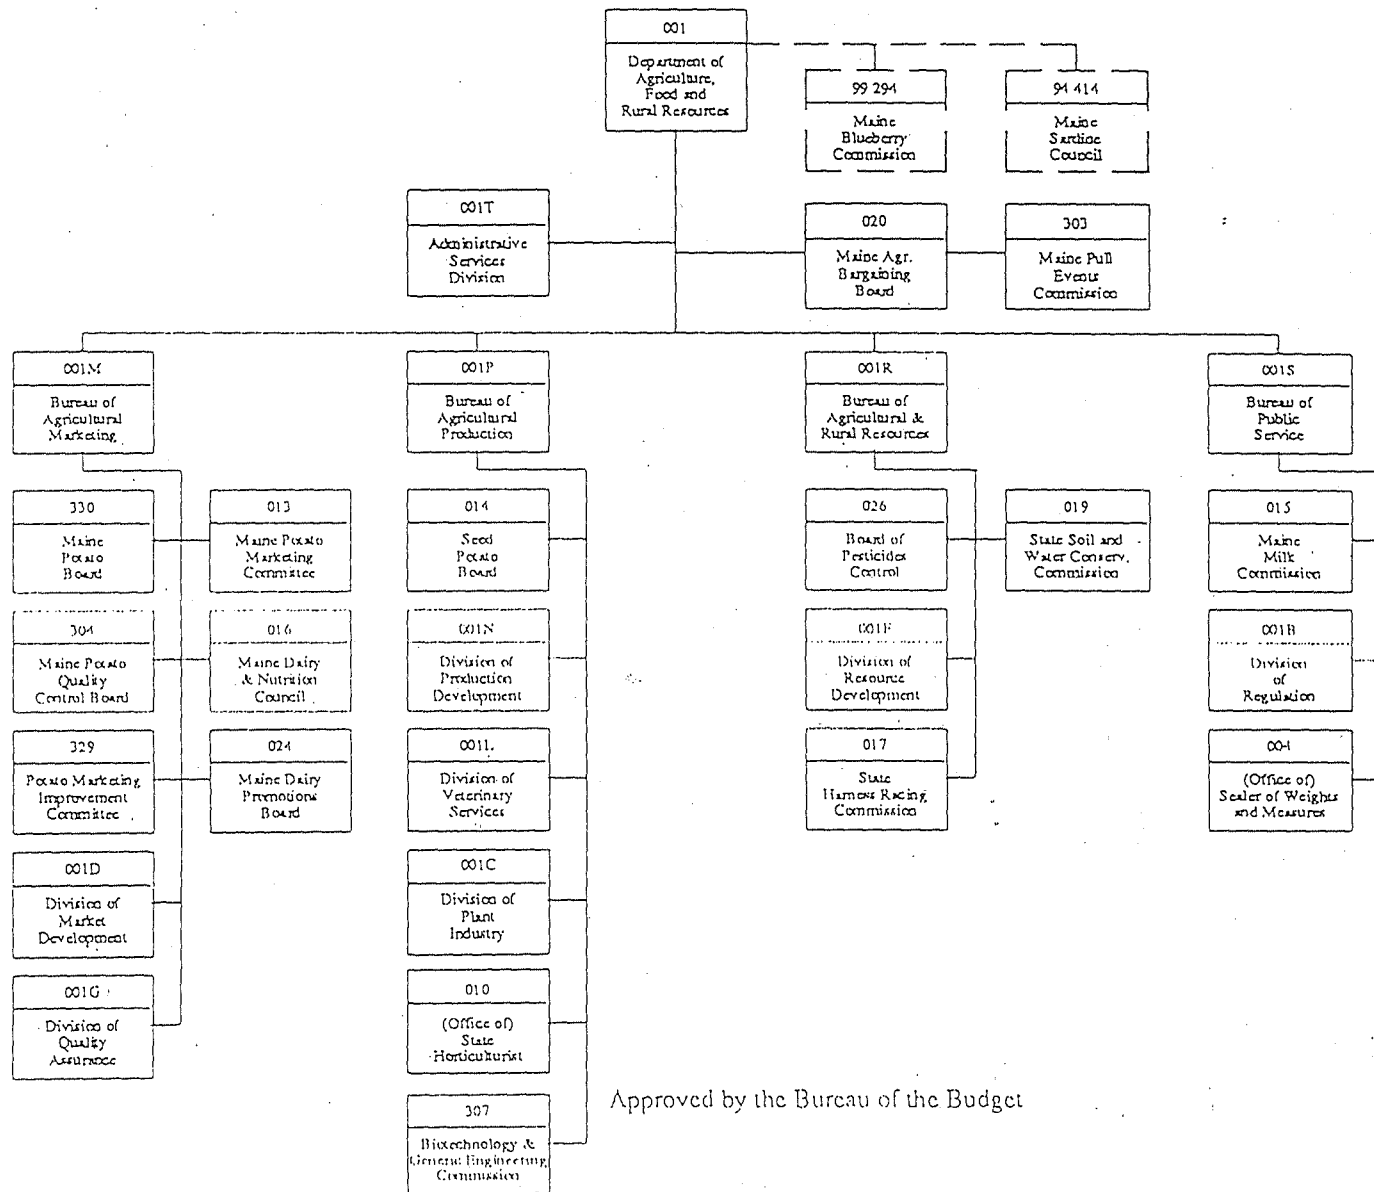 001
Department of
Agriculture,
Food and
Rural Resources
99 294
Maine
Blueberry
Commission
94 414
Maine
Sardine
Council
001T
Administrative
Services
Division
020
Maine Agr.
Bargaining
Board
303
Maine Pull
Events
Commission
001M
Bureau of
Agricultural
Marketing
001P
Bureau of
Agricultural
Production
001R
Bureau of
Agricultural &
Rural Resources
001S
Bureau of
Public
Service
330
Maine
Potato
Board
013
Maine Potato
Marketing
Committee
014
Seed
Potato
Board
026
Board of
Pesticides
Control
019
State Soil and
Water Conserv.
Commission
015
Maine
Milk
Commission
304
Maine Potato
Quality
Control Board
016
Maine Dairy
& Nutrition
Council
001N
Division of
Production
Development
001F
Division of
Resource
Development
001B
Division
of
Regulation
329
Potato Marketing
Improvement
Committee
024
Maine Dairy
Promotions
Board
001L
Division of
Veterinary
Services
017
State
Harness Racing
Commission
004
(Office of)
Sealer of Weights
and Measures
001D
Division of
Market
Development
001C
Division of
Plant
Industry
001G
Division of
Quality
Assurance
010
(Office of)
State
Horticulturist
307
Biotechnology &
General Engineering
Commission
Approved by the Bureau of the Budget